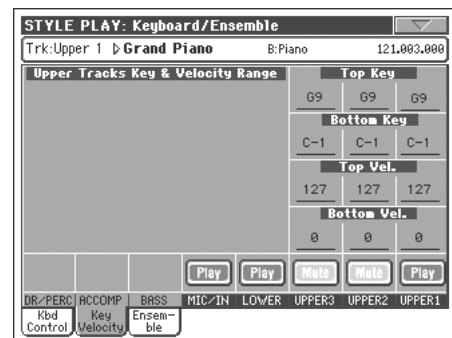 STYLE PLAY: Keyboard/Ensemble
Trk:Upper 1 Grand Piano B:Piano 121.003.000
Upper Tracks Key & Velocity Range
Top Key
G9 G9 G9
Bottom Key
C-1 C-1 C-1
Top Vel.
127 127 127
Bottom Vel.
0 0 0
Play Play Mute Mute Play
DR/PERC ACCOMP BASS MIC/IN LOWER UPPER3 UPPER2 UPPER1
Kbd Control
Key Velocity
Ensem-ble